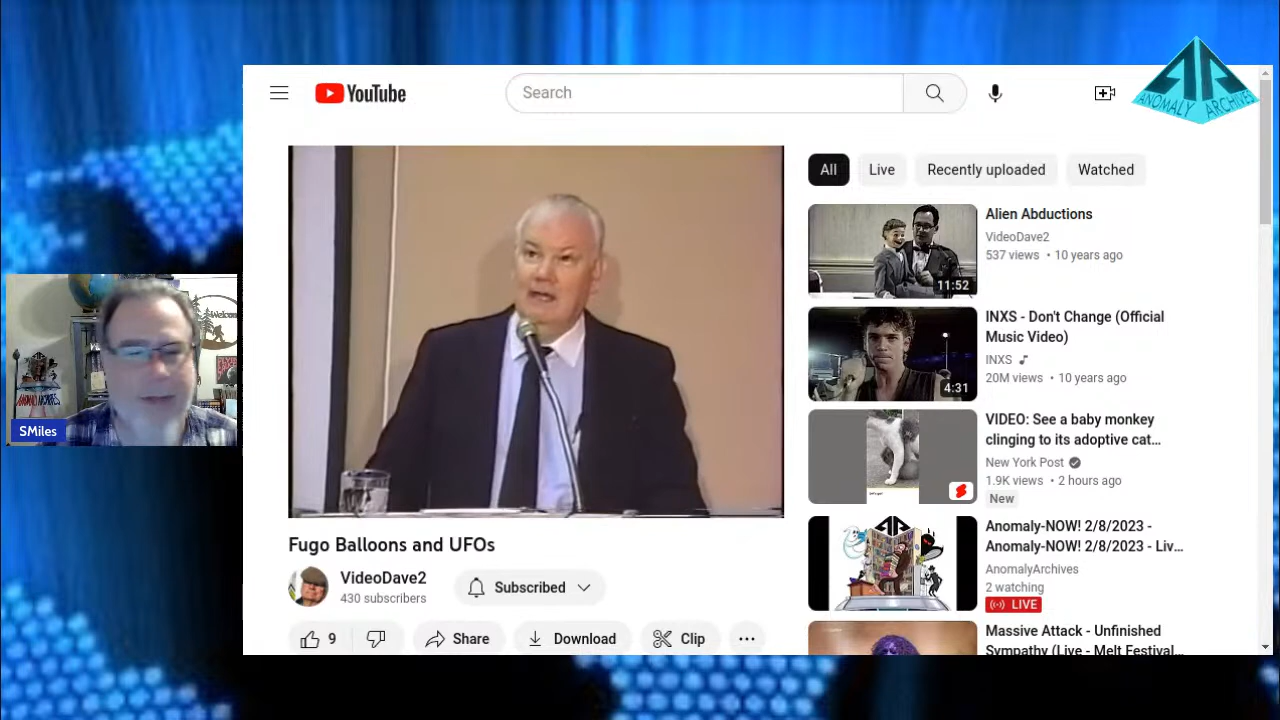 YouTube
Search
ANOMALY ARCHIVES
All
Live
Recently uploaded
Watched
Alien Abductions
VideoDave2
537 views • 10 years ago
11:52
INXS - Don't Change (Official
Music Video)
INXS
20M views • 10 years ago
4:31
VIDEO: See a baby monkey
clinging to its adoptive cat...
New York Post
1.9K views • 2 hours ago
New
Anomaly-NOW! 2/8/2023 -
Anomaly-NOW! 2/8/2023 - Liv...
AnomalyArchives
2 watching
LIVE
Massive Attack - Unfinished
Sympathy (Live - Melt Festival...
Welcome
SMiles
Fugo Balloons and UFOs
VideoDave2
430 subscribers
Subscribed
9
Share
Download
Clip